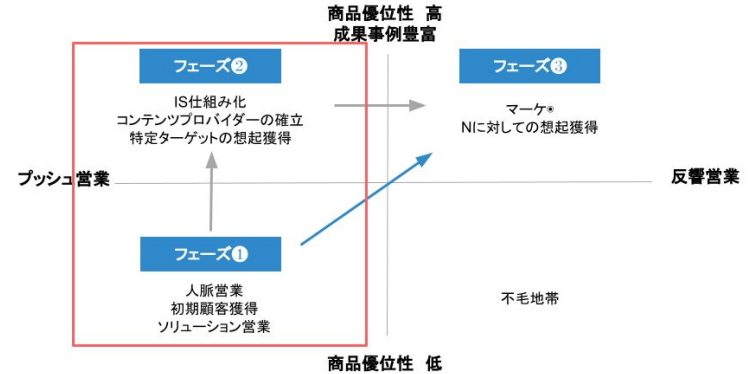 商品優位性 高
成果事例豊富
フェーズ❷
フェーズ❸
IS仕組み化
コンテンツプロバイダーの確立
特定ターゲットの想起獲得
マーケ◉
Nに対しての想起獲得
プッシュ営業
反響営業
フェーズ❶
人脈営業
初期顧客獲得
ソリューション営業
不毛地帯
商品優位性 低